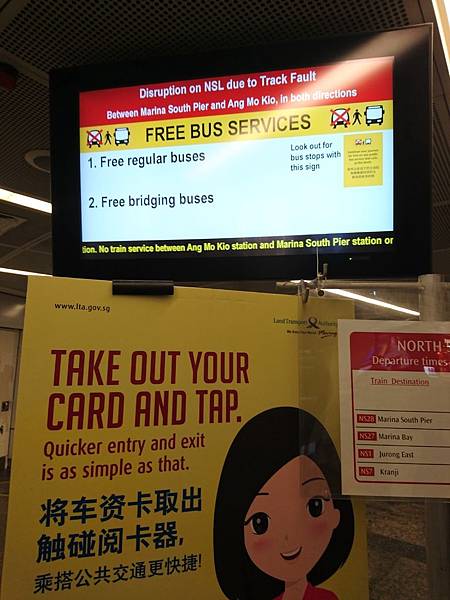 Disruption on NSL due to Track Fault
Between Marina South Pier and Ang Mo Kio, in both directions
FREE BUS SERVICES
1. Free regular buses
Look out for
bus stops with
this sign
2. Free bridging buses
tion. No train service between Ang Mo Kio station and Marina South Pier station or
www.lta.gov.sg
Land Transport Authority
TAKE OUT YOUR
CARD AND TAP.
Quicker entry and exit
is as simple as that.
将车资卡取出
触碰阅卡器,
乘搭公共交通更快捷!
NORTH
Departure times
Train Destination
NS28 Marina South Pier
NS27 Marina Bay
NS1 Jurong East
NS7 Kranji